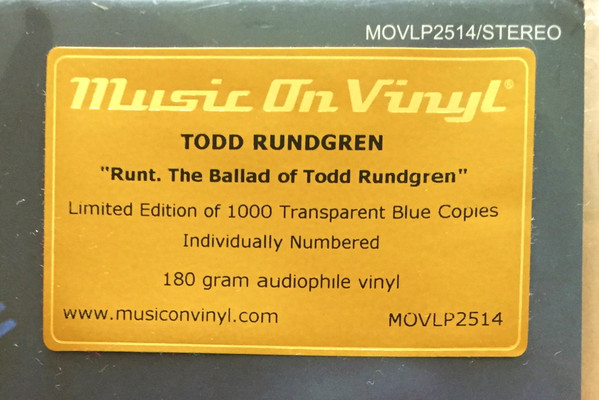 MOVLP2514/STEREO
Music On Vinyl®
TODD RUNDGREN
"Runt. The Ballad of Todd Rundgren"
Limited Edition of 1000 Transparent Blue Copies
Individually Numbered
180 gram audiophile vinyl
www.musiconvinyl.com MOVLP2514